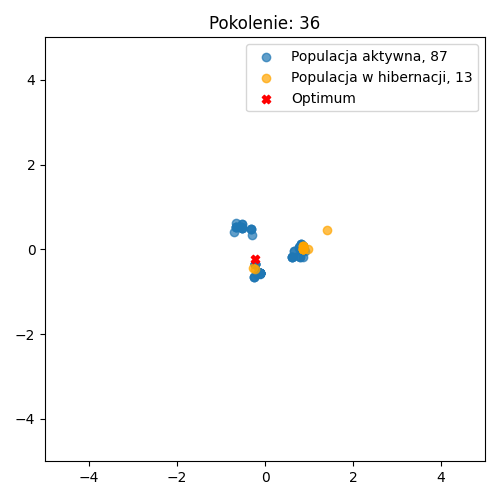 Pokolenie: 36
Populacja aktywna, 87
Populacja w hibernacji, 13
Optimum
4
2
0
−2
−4
−4
−2
0
2
4